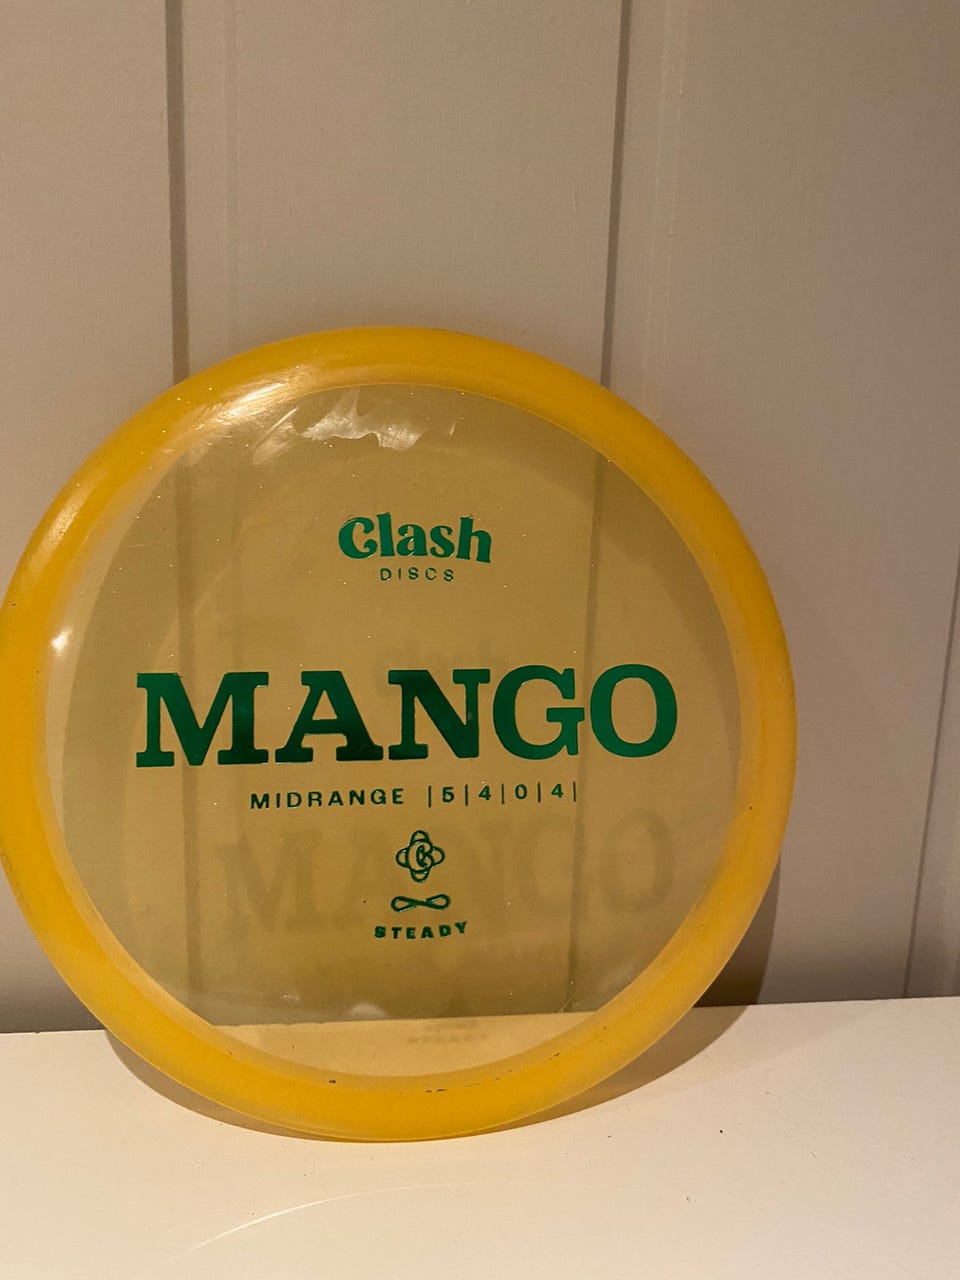 Clash
DISCS
MANGO
MIDRANGE |5|4|0|4|
STEADY